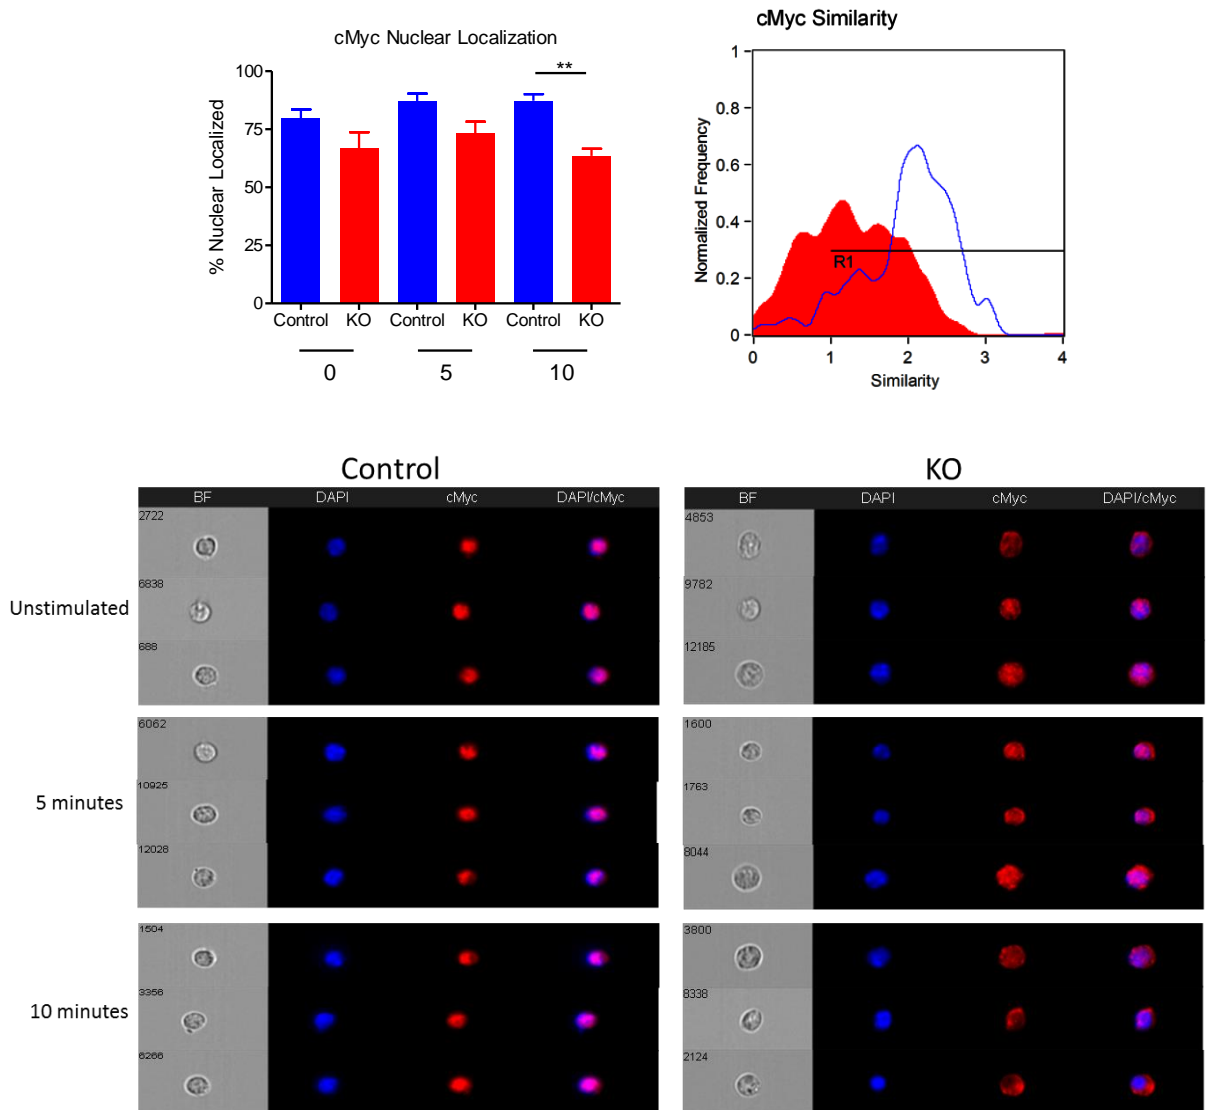 cMyc Nuclear Localization
% Nuclear Localized
100
75
50
25
0
**
Control KO Control KO Control KO
0 5 10
cMyc Similarity
Normalized Frequency
1
0.8
0.6
0.4
0.2
0
R1
0 1 2 3 4
Similarity
Control
BF DAPI cMyc DAPI/cMyc
KO
BF DAPI cMyc DAPI/cMyc
Unstimulated
2722
6838
688
4853
9782
12185
5 minutes
6062
10925
12028
1600
1763
8044
10 minutes
1504
3356
6266
3800
8338
2124